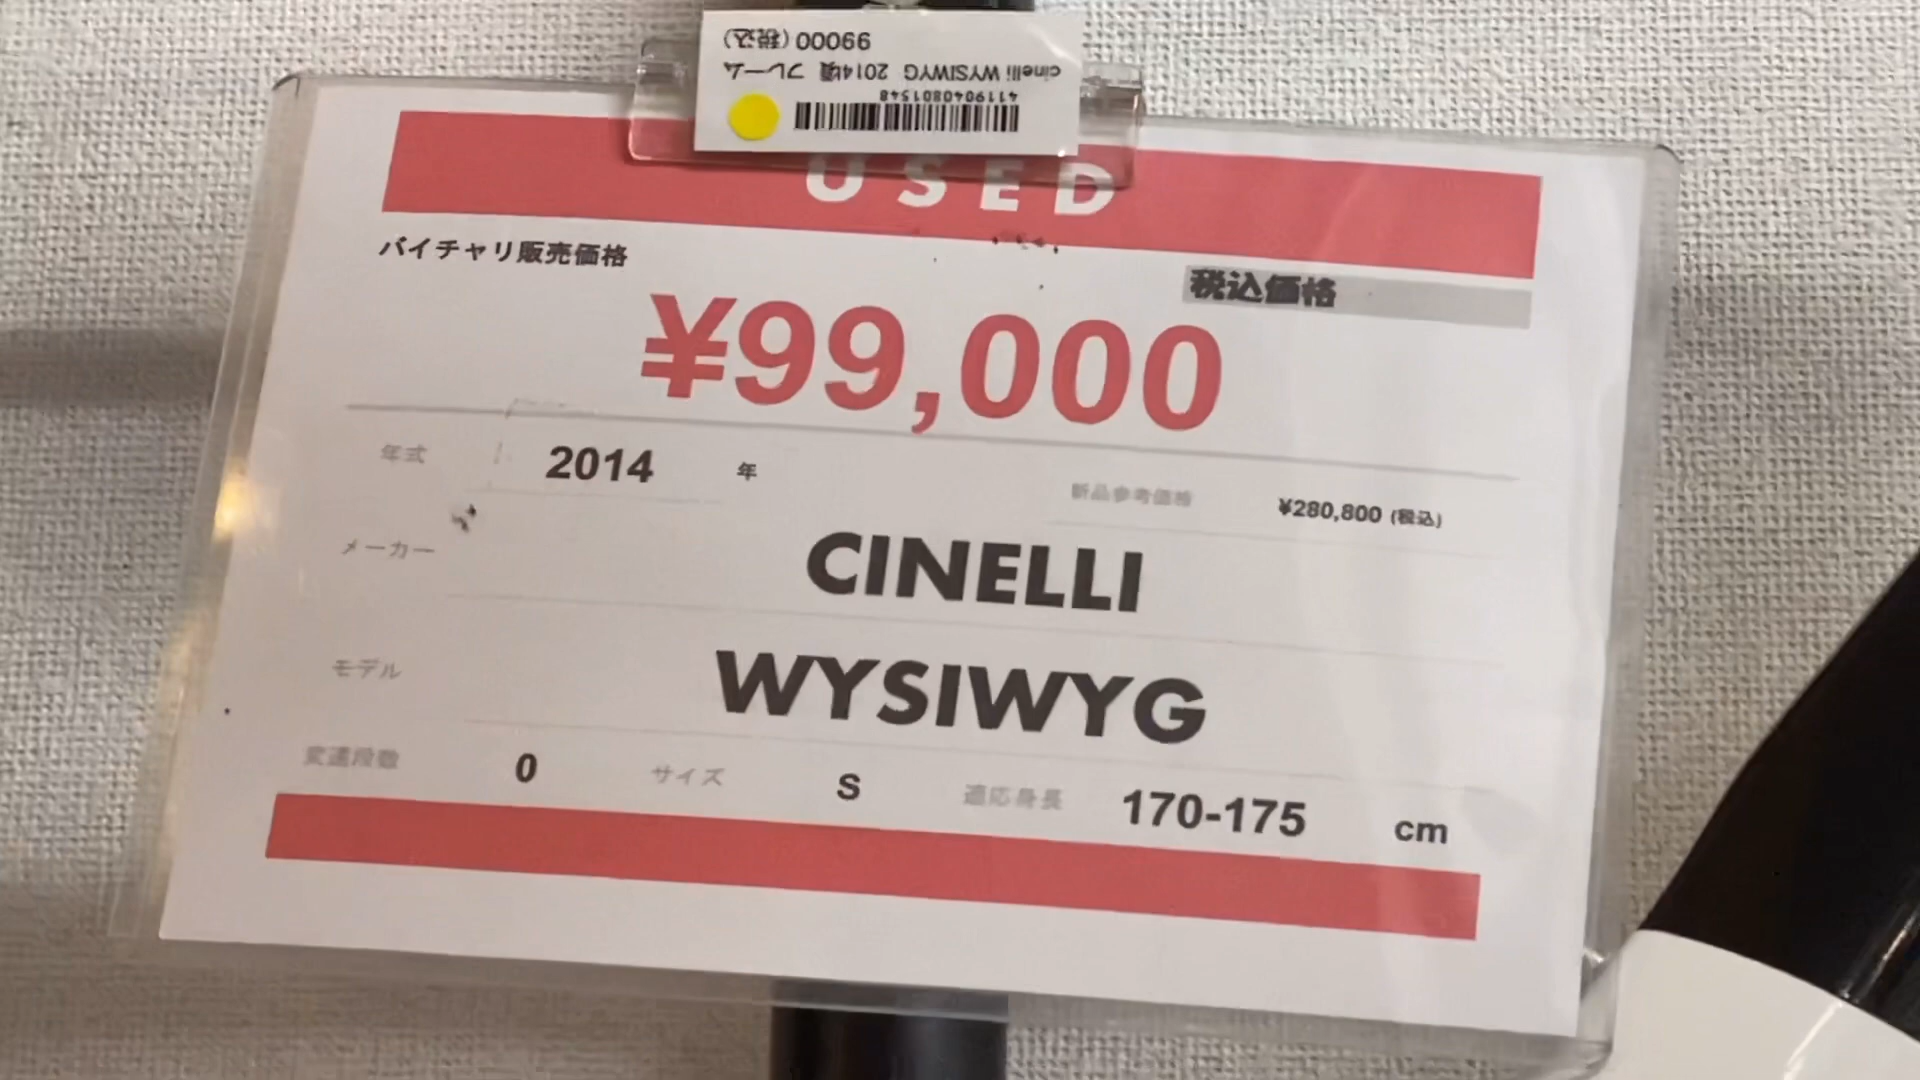 99000(税込)
cinelli WYSIWYG 2014頃 フレーム
4119040801548
USED
バイチャリ販売価格
税込価格
¥99,000
年式 2014 年
新品参考価格 ¥280,800 (税込)
メーカー CINELLI
モデル WYSIWYG
変速段数 0 サイズ S 適応身長 170-175 cm